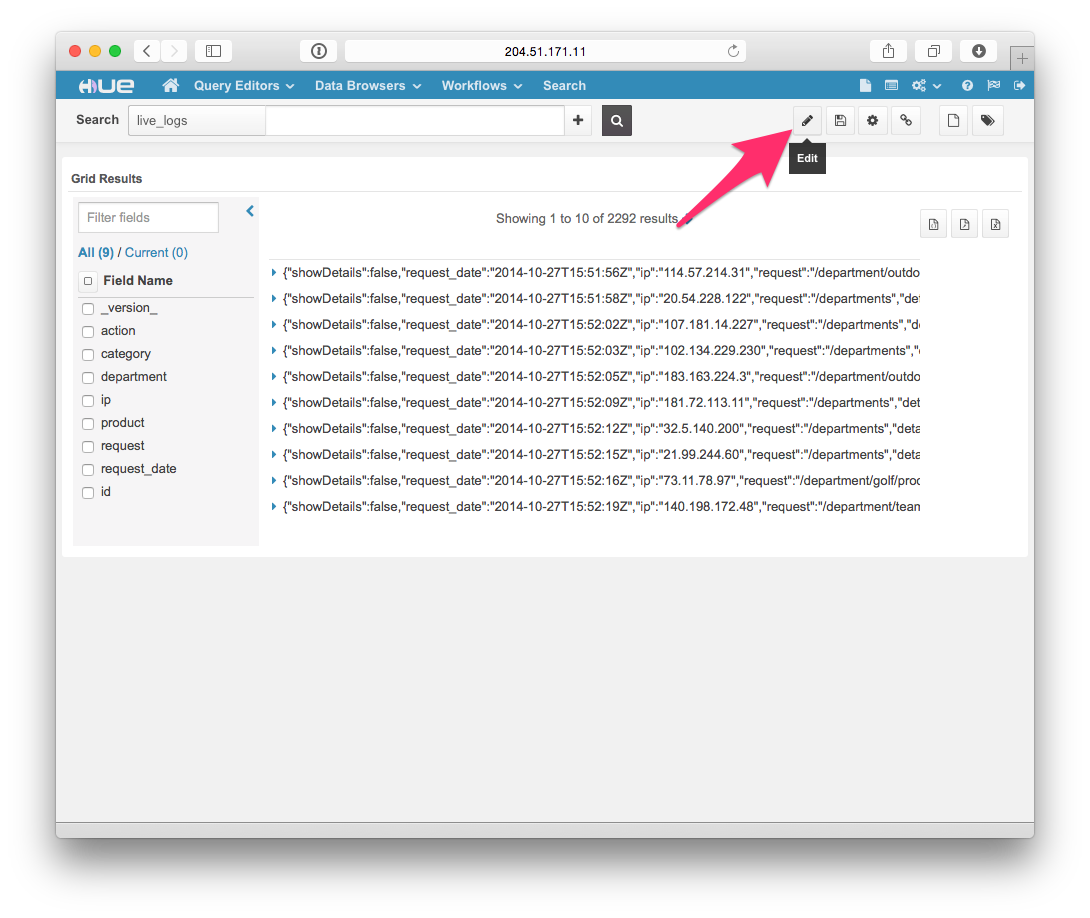 204.51.171.11
HUE Query Editors Data Browsers Workflows Search
Search live_logs
Edit
Grid Results
Filter fields
Showing 1 to 10 of 2292 results
All (9) / Current (0)
Field Name
_version_
action
category
department
ip
product
request
request_date
id
{"showDetails":false,"request_date":"2014-10-27T15:51:56Z","ip":"114.57.214.31","request":"/department/outdo
{"showDetails":false,"request_date":"2014-10-27T15:51:58Z","ip":"20.54.228.122","request":"/departments","det
{"showDetails":false,"request_date":"2014-10-27T15:52:02Z","ip":"107.181.14.227","request":"/departments","de
{"showDetails":false,"request_date":"2014-10-27T15:52:03Z","ip":"102.134.229.230","request":"/departments","
{"showDetails":false,"request_date":"2014-10-27T15:52:05Z","ip":"183.163.224.3","request":"/department/outdo
{"showDetails":false,"request_date":"2014-10-27T15:52:09Z","ip":"181.72.113.11","request":"/departments","det
{"showDetails":false,"request_date":"2014-10-27T15:52:12Z","ip":"32.5.140.200","request":"/departments","deta
{"showDetails":false,"request_date":"2014-10-27T15:52:15Z","ip":"21.99.244.60","request":"/departments","deta
{"showDetails":false,"request_date":"2014-10-27T15:52:16Z","ip":"73.11.78.97","request":"/department/golf/proc
{"showDetails":false,"request_date":"2014-10-27T15:52:19Z","ip":"140.198.172.48","request":"/department/team